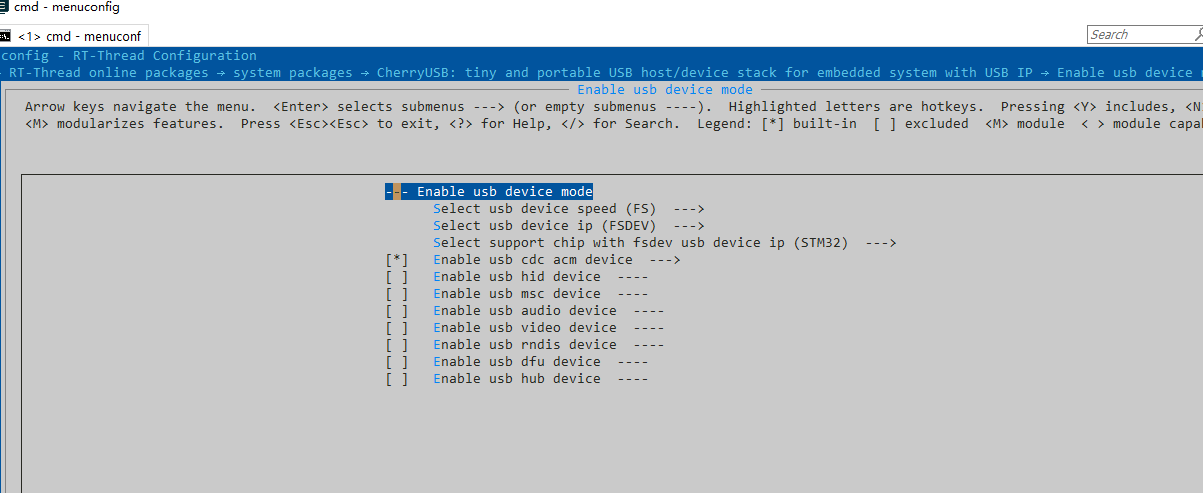 cmd - menuconfig
<1> cmd - menuconf
Search
config - RT-Thread Configuration
RT-Thread online packages → system packages → CherryUSB: tiny and portable USB host/device stack for embedded system with USB IP → Enable usb device
Enable usb device mode
Arrow keys navigate the menu. <Enter> selects submenus ---> (or empty submenus ----). Highlighted letters are hotkeys. Pressing <Y> includes, <N
<M> modularizes features. Press <Esc><Esc> to exit, <?> for Help, </> for Search. Legend: [*] built-in [ ] excluded <M> module < > module capa
--- Enable usb device mode
Select usb device speed (FS) --->
Select usb device ip (FSDEV) --->
Select support chip with fsdev usb device ip (STM32) --->
[*] Enable usb cdc acm device --->
[ ] Enable usb hid device ----
[ ] Enable usb msc device ----
[ ] Enable usb audio device ----
[ ] Enable usb video device ----
[ ] Enable usb rndis device ----
[ ] Enable usb dfu device ----
[ ] Enable usb hub device ----